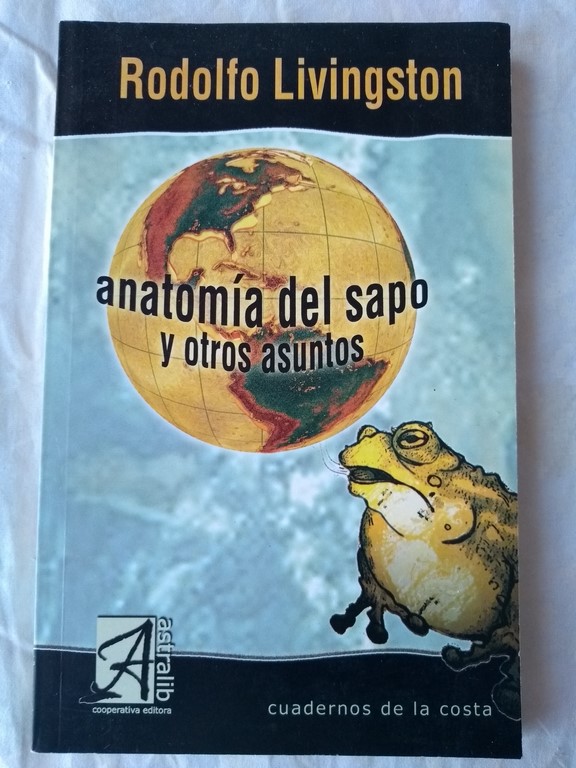 Rodolfo Livingston
anatomía del sapo
y otros asuntos
A
astralib
cooperativa editora
cuadernos de la costa